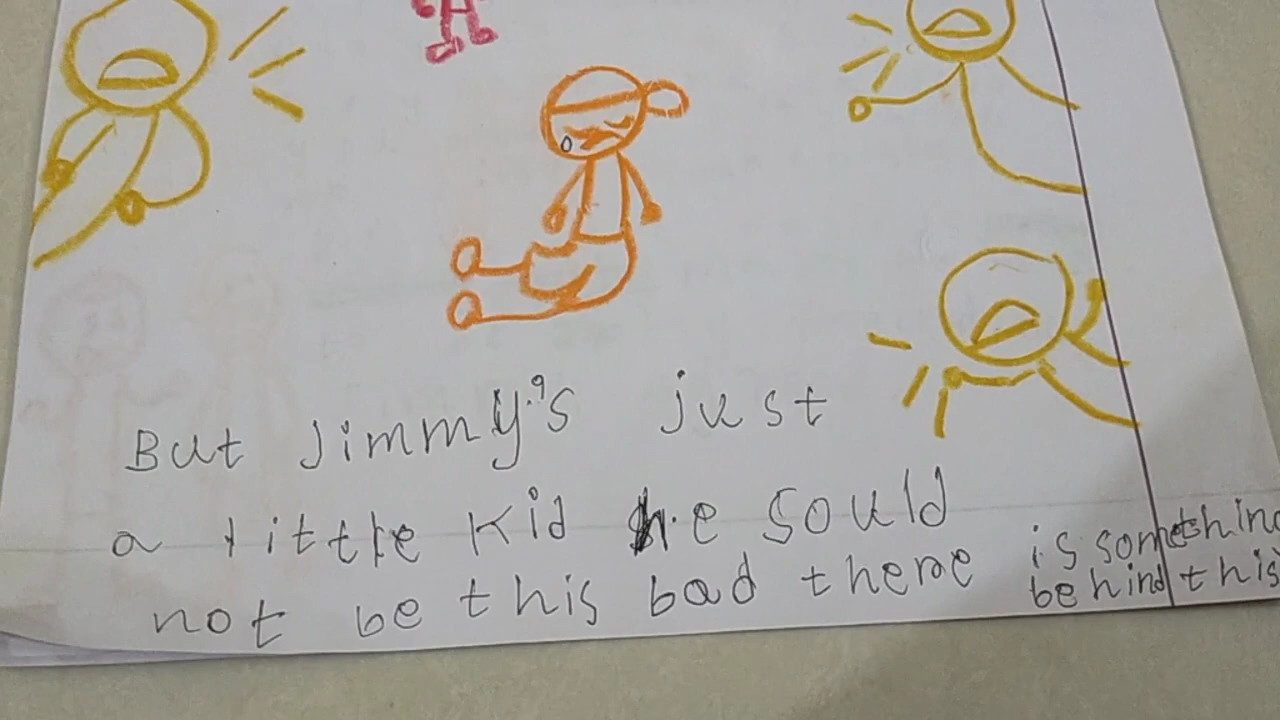 But Jimmy's just
a little kid he sould
not be this bad there is something
behind this